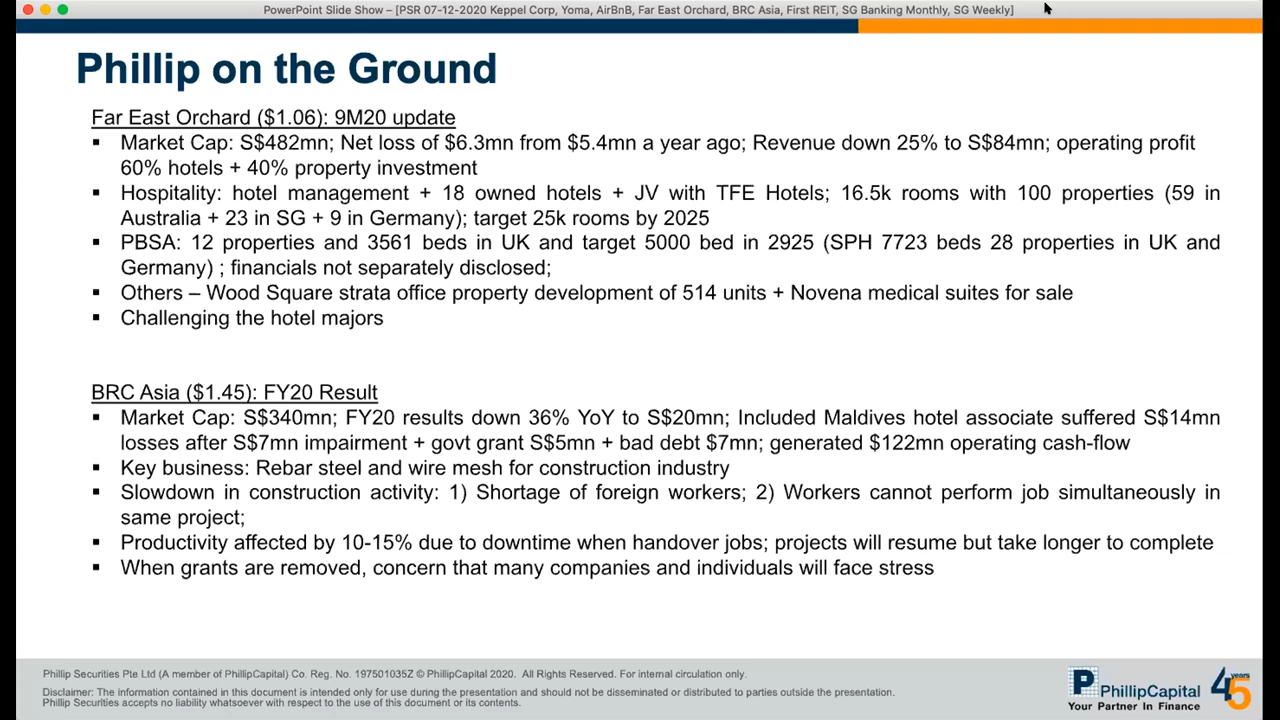 PowerPoint Slide Show – [PSR 07-12-2020 Keppel Corp, Yoma, AirBnB, Far East Orchard, BRC Asia, First REIT, SG Banking Monthly, SG Weekly]
Phillip on the Ground
Far East Orchard ($1.06): 9M20 update
▪ Market Cap: S$482mn; Net loss of $6.3mn from $5.4mn a year ago; Revenue down 25% to S$84mn; operating profit
60% hotels + 40% property investment
▪ Hospitality: hotel management + 18 owned hotels + JV with TFE Hotels; 16.5k rooms with 100 properties (59 in
Australia + 23 in SG + 9 in Germany); target 25k rooms by 2025
▪ PBSA: 12 properties and 3561 beds in UK and target 5000 bed in 2925 (SPH 7723 beds 28 properties in UK and
Germany) ; financials not separately disclosed;
▪ Others – Wood Square strata office property development of 514 units + Novena medical suites for sale
▪ Challenging the hotel majors
BRC Asia ($1.45): FY20 Result
▪ Market Cap: S$340mn; FY20 results down 36% YoY to S$20mn; Included Maldives hotel associate suffered S$14mn
losses after S$7mn impairment + govt grant S$5mn + bad debt $7mn; generated $122mn operating cash-flow
▪ Key business: Rebar steel and wire mesh for construction industry
▪ Slowdown in construction activity: 1) Shortage of foreign workers; 2) Workers cannot perform job simultaneously in
same project;
▪ Productivity affected by 10-15% due to downtime when handover jobs; projects will resume but take longer to complete
▪ When grants are removed, concern that many companies and individuals will face stress
Phillip Securities Pte Ltd (A member of PhillipCapital) Co. Reg. No. 197501035Z © PhillipCapital 2020. All Rights Reserved. For internal circulation only.
Disclaimer: The information contained in this document is intended only for use during the presentation and should not be disseminated or distributed to parties outside the presentation.
Phillip Securities accepts no liability whatsoever with respect to the use of this document or its contents.
P PhillipCapital
Your Partner In Finance
45 years